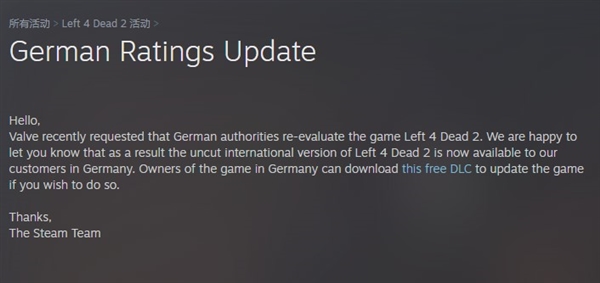 所有活动 > Left 4 Dead 2 活动 >
German Ratings Update
Hello,
Valve recently requested that German authorities re-evaluate the game Left 4 Dead 2. We are happy to
let you know that as a result the uncut international version of Left 4 Dead 2 is now available to our
customers in Germany. Owners of the game in Germany can download this free DLC to update the game
if you wish to do so.
Thanks,
The Steam Team